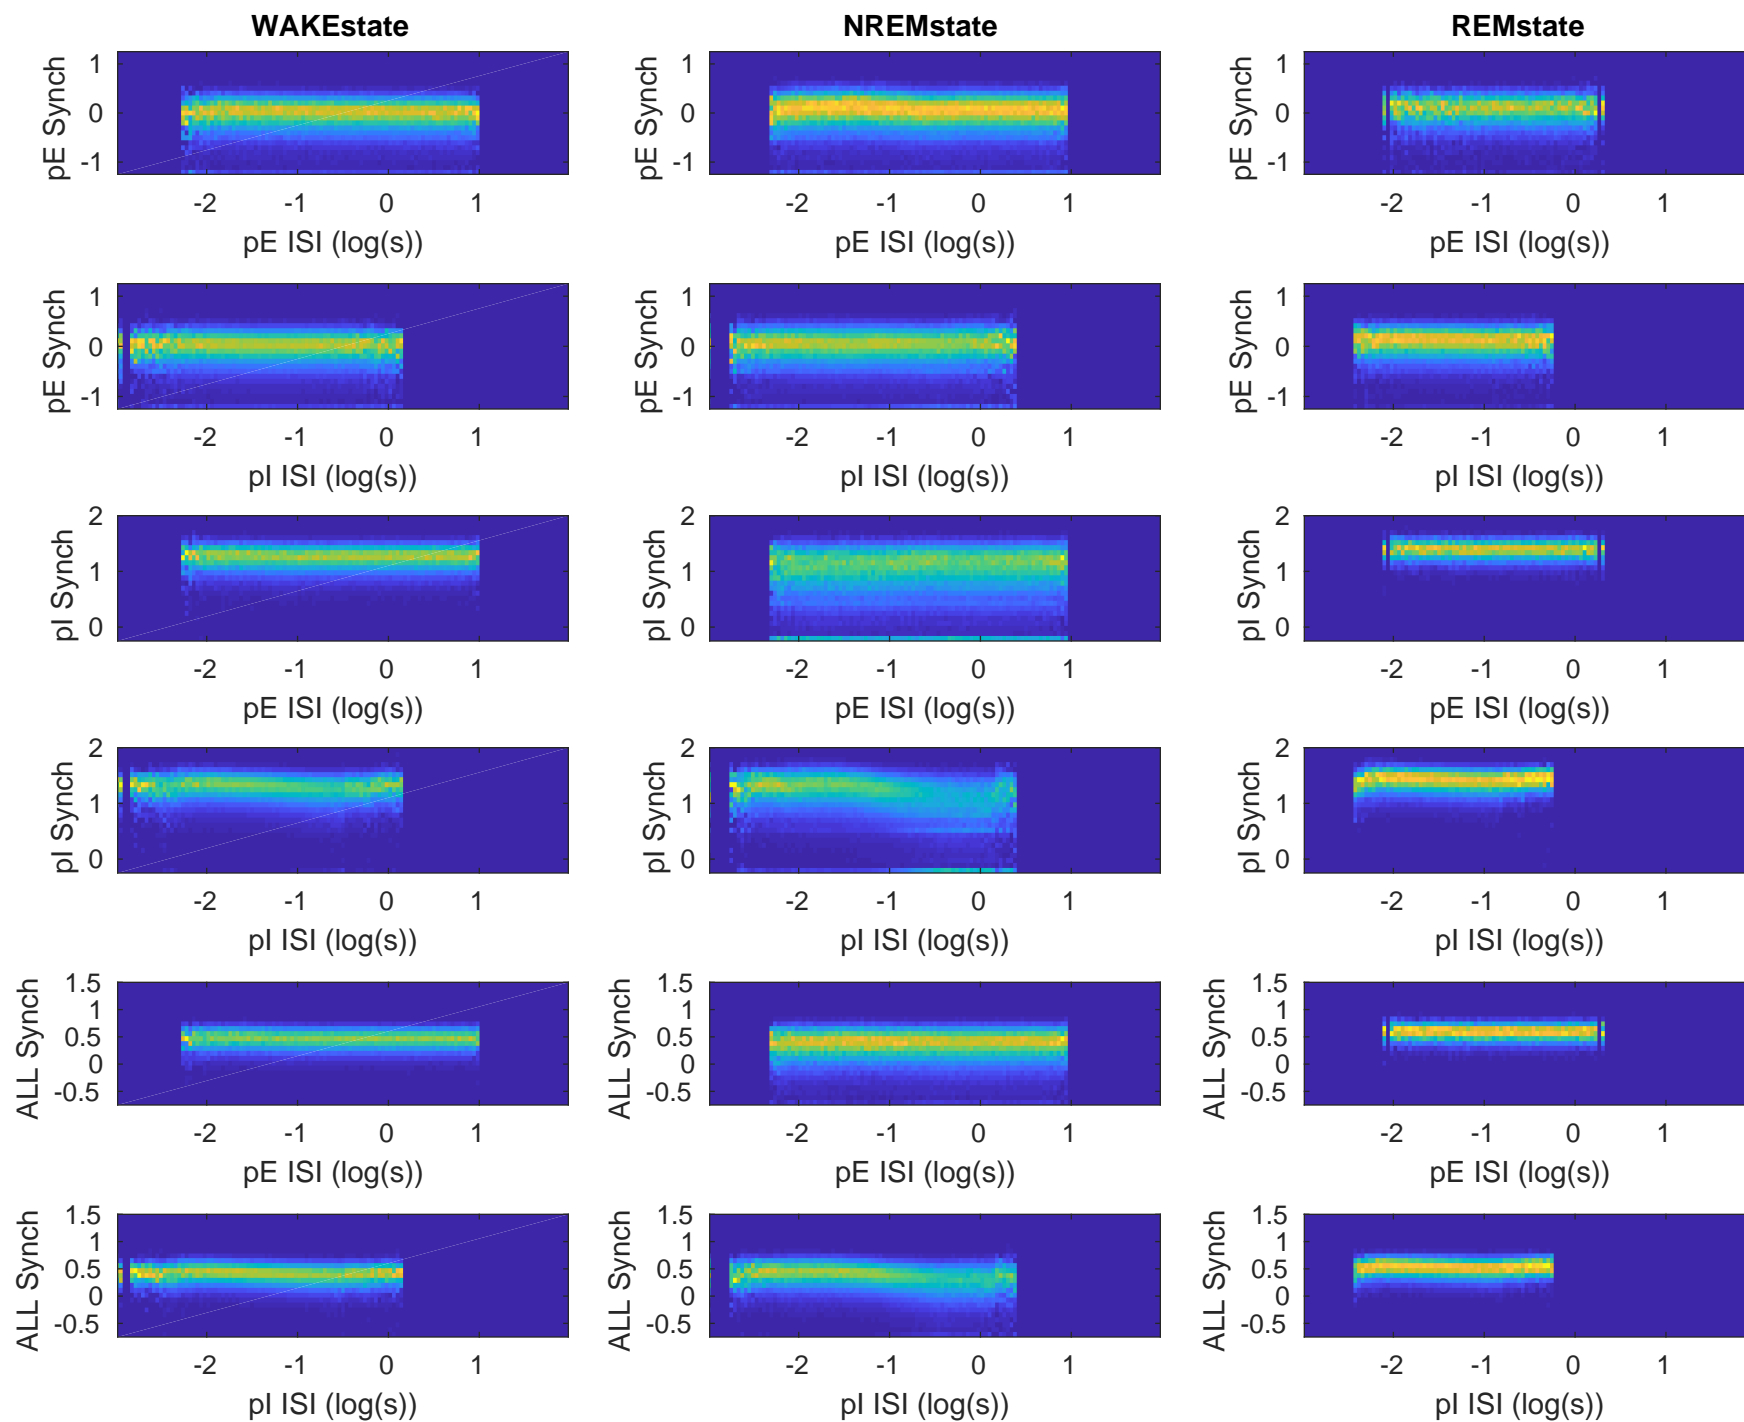 WAKEstate NREMstate REMstate
1 1 1
pE Synch pE Synch pE Synch
0 0 0
-1 -1 -1
-2 -1 0 1 -2 -1 0 1 -2 -1 0 1
pE ISI (log(s)) pE ISI (log(s)) pE ISI (log(s))
1 1 1
pE Synch pE Synch pE Synch
0 0 0
-1 -1 -1
-2 -1 0 1 -2 -1 0 1 -2 -1 0 1
pI ISI (log(s)) pI ISI (log(s)) pI ISI (log(s))
2 2 2
pI Synch pI Synch pI Synch
1 1 1
0 0 0
-2 -1 0 1 -2 -1 0 1 -2 -1 0 1
pE ISI (log(s)) pE ISI (log(s)) pE ISI (log(s))
2 2 2
pI Synch pI Synch pI Synch
1 1 1
0 0 0
-2 -1 0 1 -2 -1 0 1 -2 -1 0 1
pI ISI (log(s)) pI ISI (log(s)) pI ISI (log(s))
1.5 1.5 1.5
1 1 1
ALL Synch ALL Synch ALL Synch
0.5 0.5 0.5
0 0 0
-0.5 -0.5 -0.5
-2 -1 0 1 -2 -1 0 1 -2 -1 0 1
pE ISI (log(s)) pE ISI (log(s)) pE ISI (log(s))
1.5 1.5 1.5
1 1 1
ALL Synch ALL Synch ALL Synch
0.5 0.5 0.5
0 0 0
-0.5 -0.5 -0.5
-2 -1 0 1 -2 -1 0 1 -2 -1 0 1
pI ISI (log(s)) pI ISI (log(s)) pI ISI (log(s))